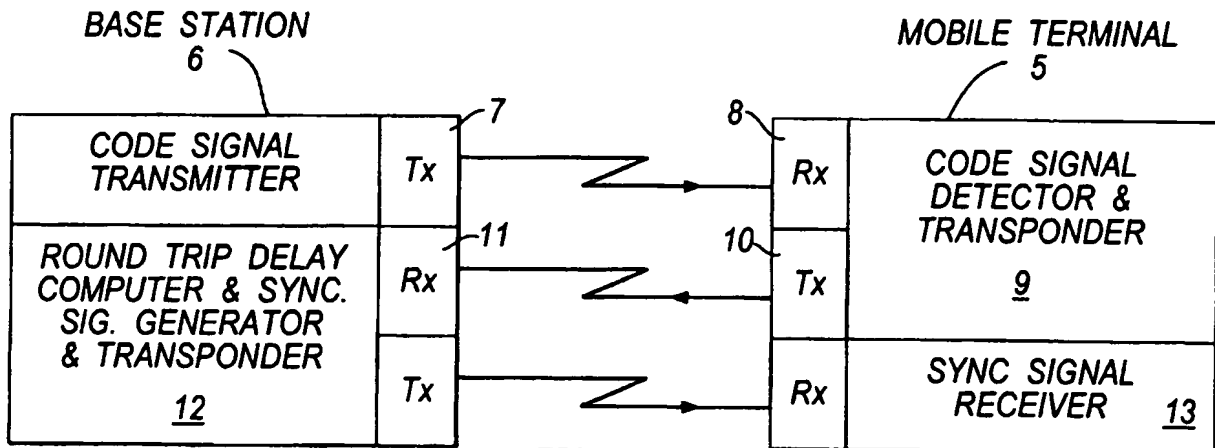 BASE STATION
6
MOBILE TERMINAL
5
CODE SIGNAL
TRANSMITTER
7
Tx
8
Rx
CODE SIGNAL
DETECTOR &
TRANSPONDER
9
ROUND TRIP DELAY
COMPUTER & SYNC.
SIG. GENERATOR
& TRANSPONDER
12
11
Rx
10
Tx
Tx
Rx
SYNC SIGNAL
RECEIVER
13